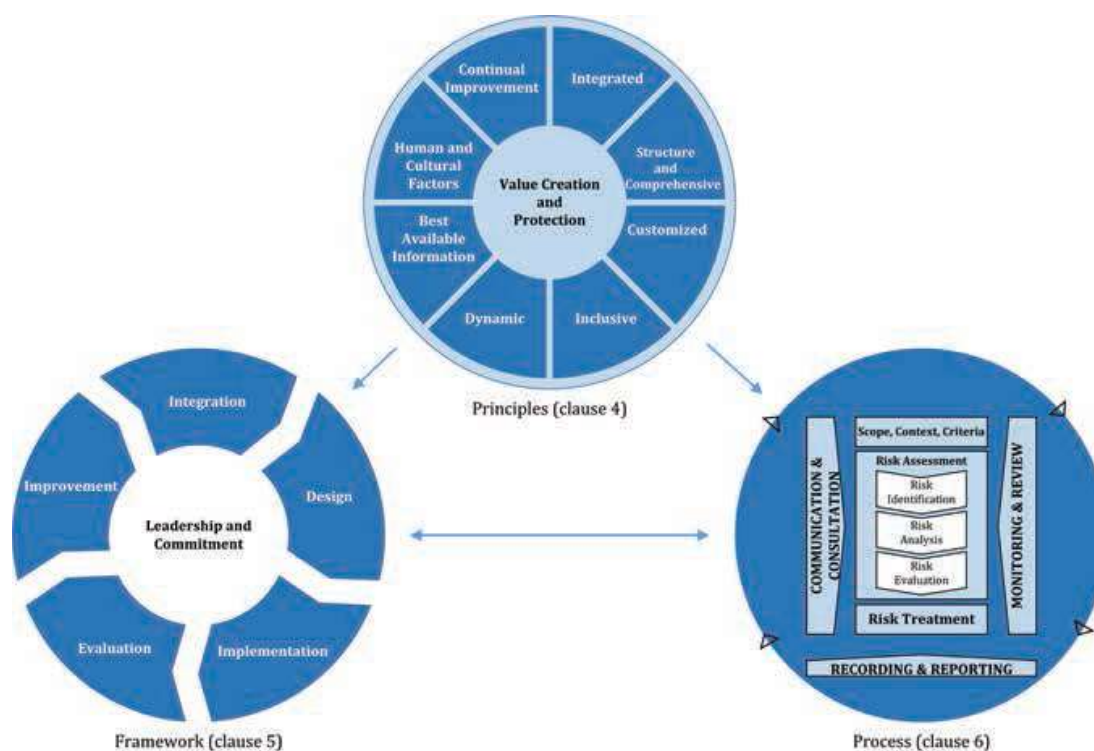 Continual
Improvement
Integrated
Structure
and
Comprehensive
Customized
Inclusive
Dynamic
Best
Available
Information
Human and
Cultural
Factors
Value Creation
and
Protection
Principles (clause 4)
Integration
Design
Implementation
Evaluation
Improvement
Leadership and
Commitment
Framework (clause 5)
COMMUNICATION &
CONSULTATION
Scope, Context, Criteria
Risk Assessment
Risk
Identification
Risk
Analysis
Risk
Evaluation
Risk Treatment
MONITORING & REVIEW
RECORDING & REPORTING
Process (clause 6)